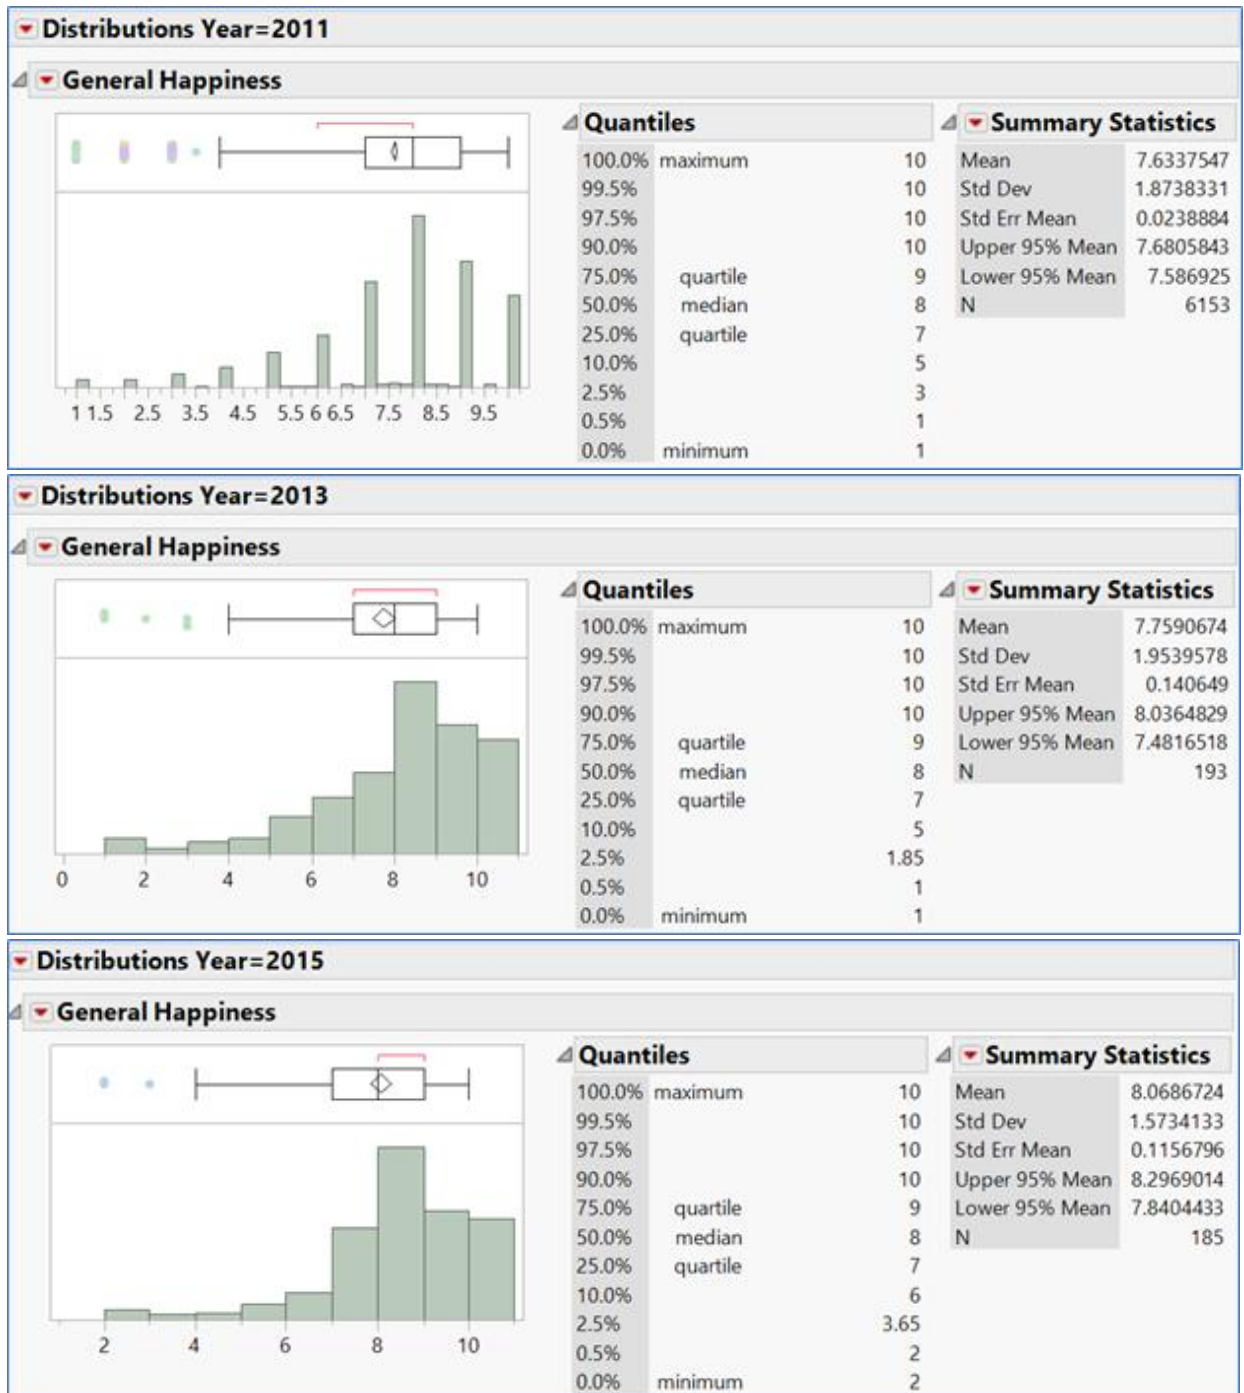 Distributions Year=2011
General Happiness
1 1.5 2.5 3.5 4.5 5.5 6 6.5 7.5 8.5 9.5
Quantiles
100.0% maximum 10
99.5% 10
97.5% 10
90.0% 10
75.0% quartile 9
50.0% median 8
25.0% quartile 7
10.0% 5
2.5% 3
0.5% 1
0.0% minimum 1
Summary Statistics
Mean 7.6337547
Std Dev 1.8738331
Std Err Mean 0.0238884
Upper 95% Mean 7.6805843
Lower 95% Mean 7.586925
N 6153
Distributions Year=2013
General Happiness
0 2 4 6 8 10
Quantiles
100.0% maximum 10
99.5% 10
97.5% 10
90.0% 10
75.0% quartile 9
50.0% median 8
25.0% quartile 7
10.0% 5
2.5% 1.85
0.5% 1
0.0% minimum 1
Summary Statistics
Mean 7.7590674
Std Dev 1.9539578
Std Err Mean 0.140649
Upper 95% Mean 8.0364829
Lower 95% Mean 7.4816518
N 193
Distributions Year=2015
General Happiness
2 4 6 8 10
Quantiles
100.0% maximum 10
99.5% 10
97.5% 10
90.0% 10
75.0% quartile 9
50.0% median 8
25.0% quartile 7
10.0% 6
2.5% 3.65
0.5% 2
0.0% minimum 2
Summary Statistics
Mean 8.0686724
Std Dev 1.5734133
Std Err Mean 0.1156796
Upper 95% Mean 8.2969014
Lower 95% Mean 7.8404433
N 185